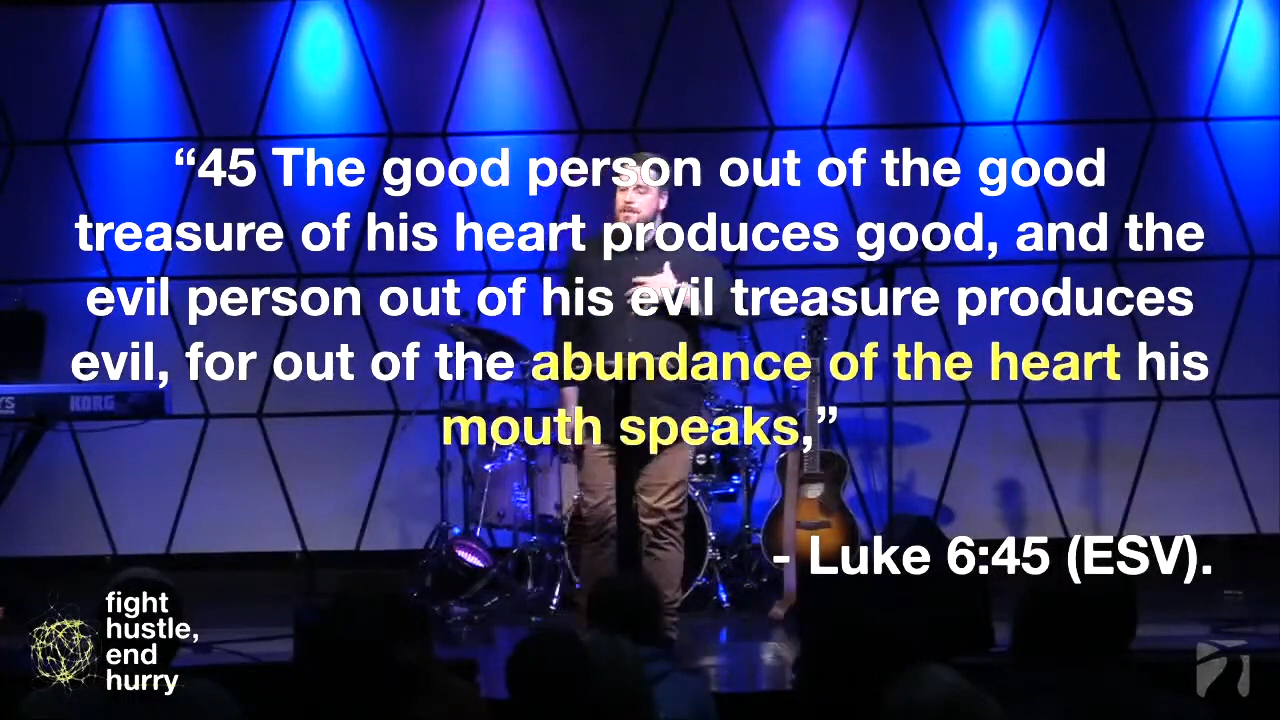 “45 The good person out of the good
treasure of his heart produces good, and the
evil person out of his evil treasure produces
evil, for out of the abundance of the heart his
mouth speaks,”
- Luke 6:45 (ESV).
YS KORG
fight
hustle,
end
hurry